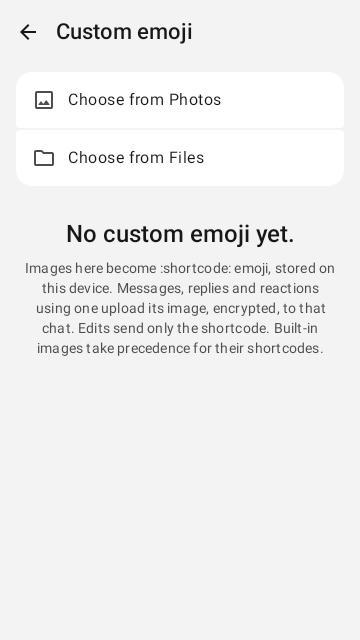 Custom emoji
Choose from Photos
Choose from Files
No custom emoji yet.
Images here become :shortcode: emoji, stored on
this device. Messages, replies and reactions
using one upload its image, encrypted, to that
chat. Edits send only the shortcode. Built-in
images take precedence for their shortcodes.